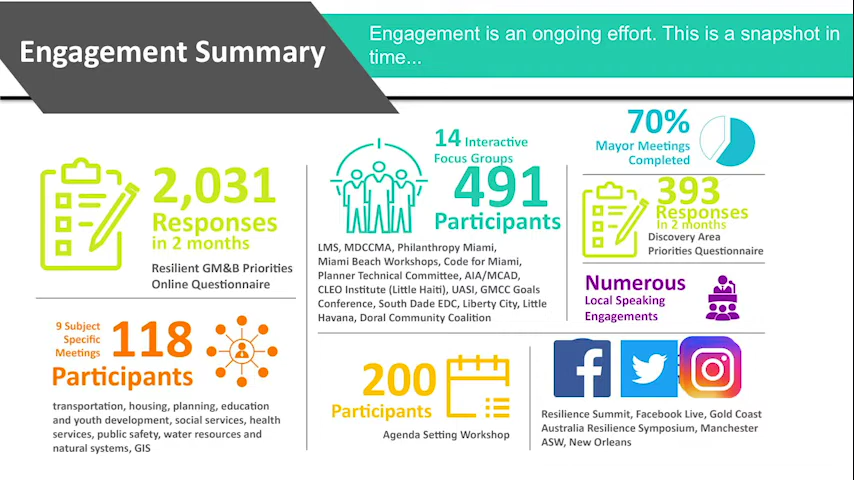 Engagement Summary
Engagement is an ongoing effort. This is a snapshot in
time...
2,031
Responses
in 2 months
Resilient GM&B Priorities
Online Questionnaire
9 Subject
Specific
Meetings
118
Participants
transportation, housing, planning, education
and youth development, social services, health
services, public safety, water resources and
natural systems, GIS
14 Interactive
Focus Groups
491
Participants
LMS, MDCCMA, Philanthropy Miami,
Miami Beach Workshops, Code for Miami,
Planner Technical Committee, AIA/MCAD,
CLEO Institute (Little Haiti), UASI, GMCC Goals
Conference, South Dade EDC, Liberty City, Little
Havana, Doral Community Coalition
200
Participants
Agenda Setting Workshop
70%
Mayor Meetings
Completed
393
Responses
in 2 months
Discovery Area
Priorities Questionnaire
Numerous
Local Speaking
Engagements
Resilience Summit, Facebook Live, Gold Coast
Australia Resilience Symposium, Manchester
ASW, New Orleans